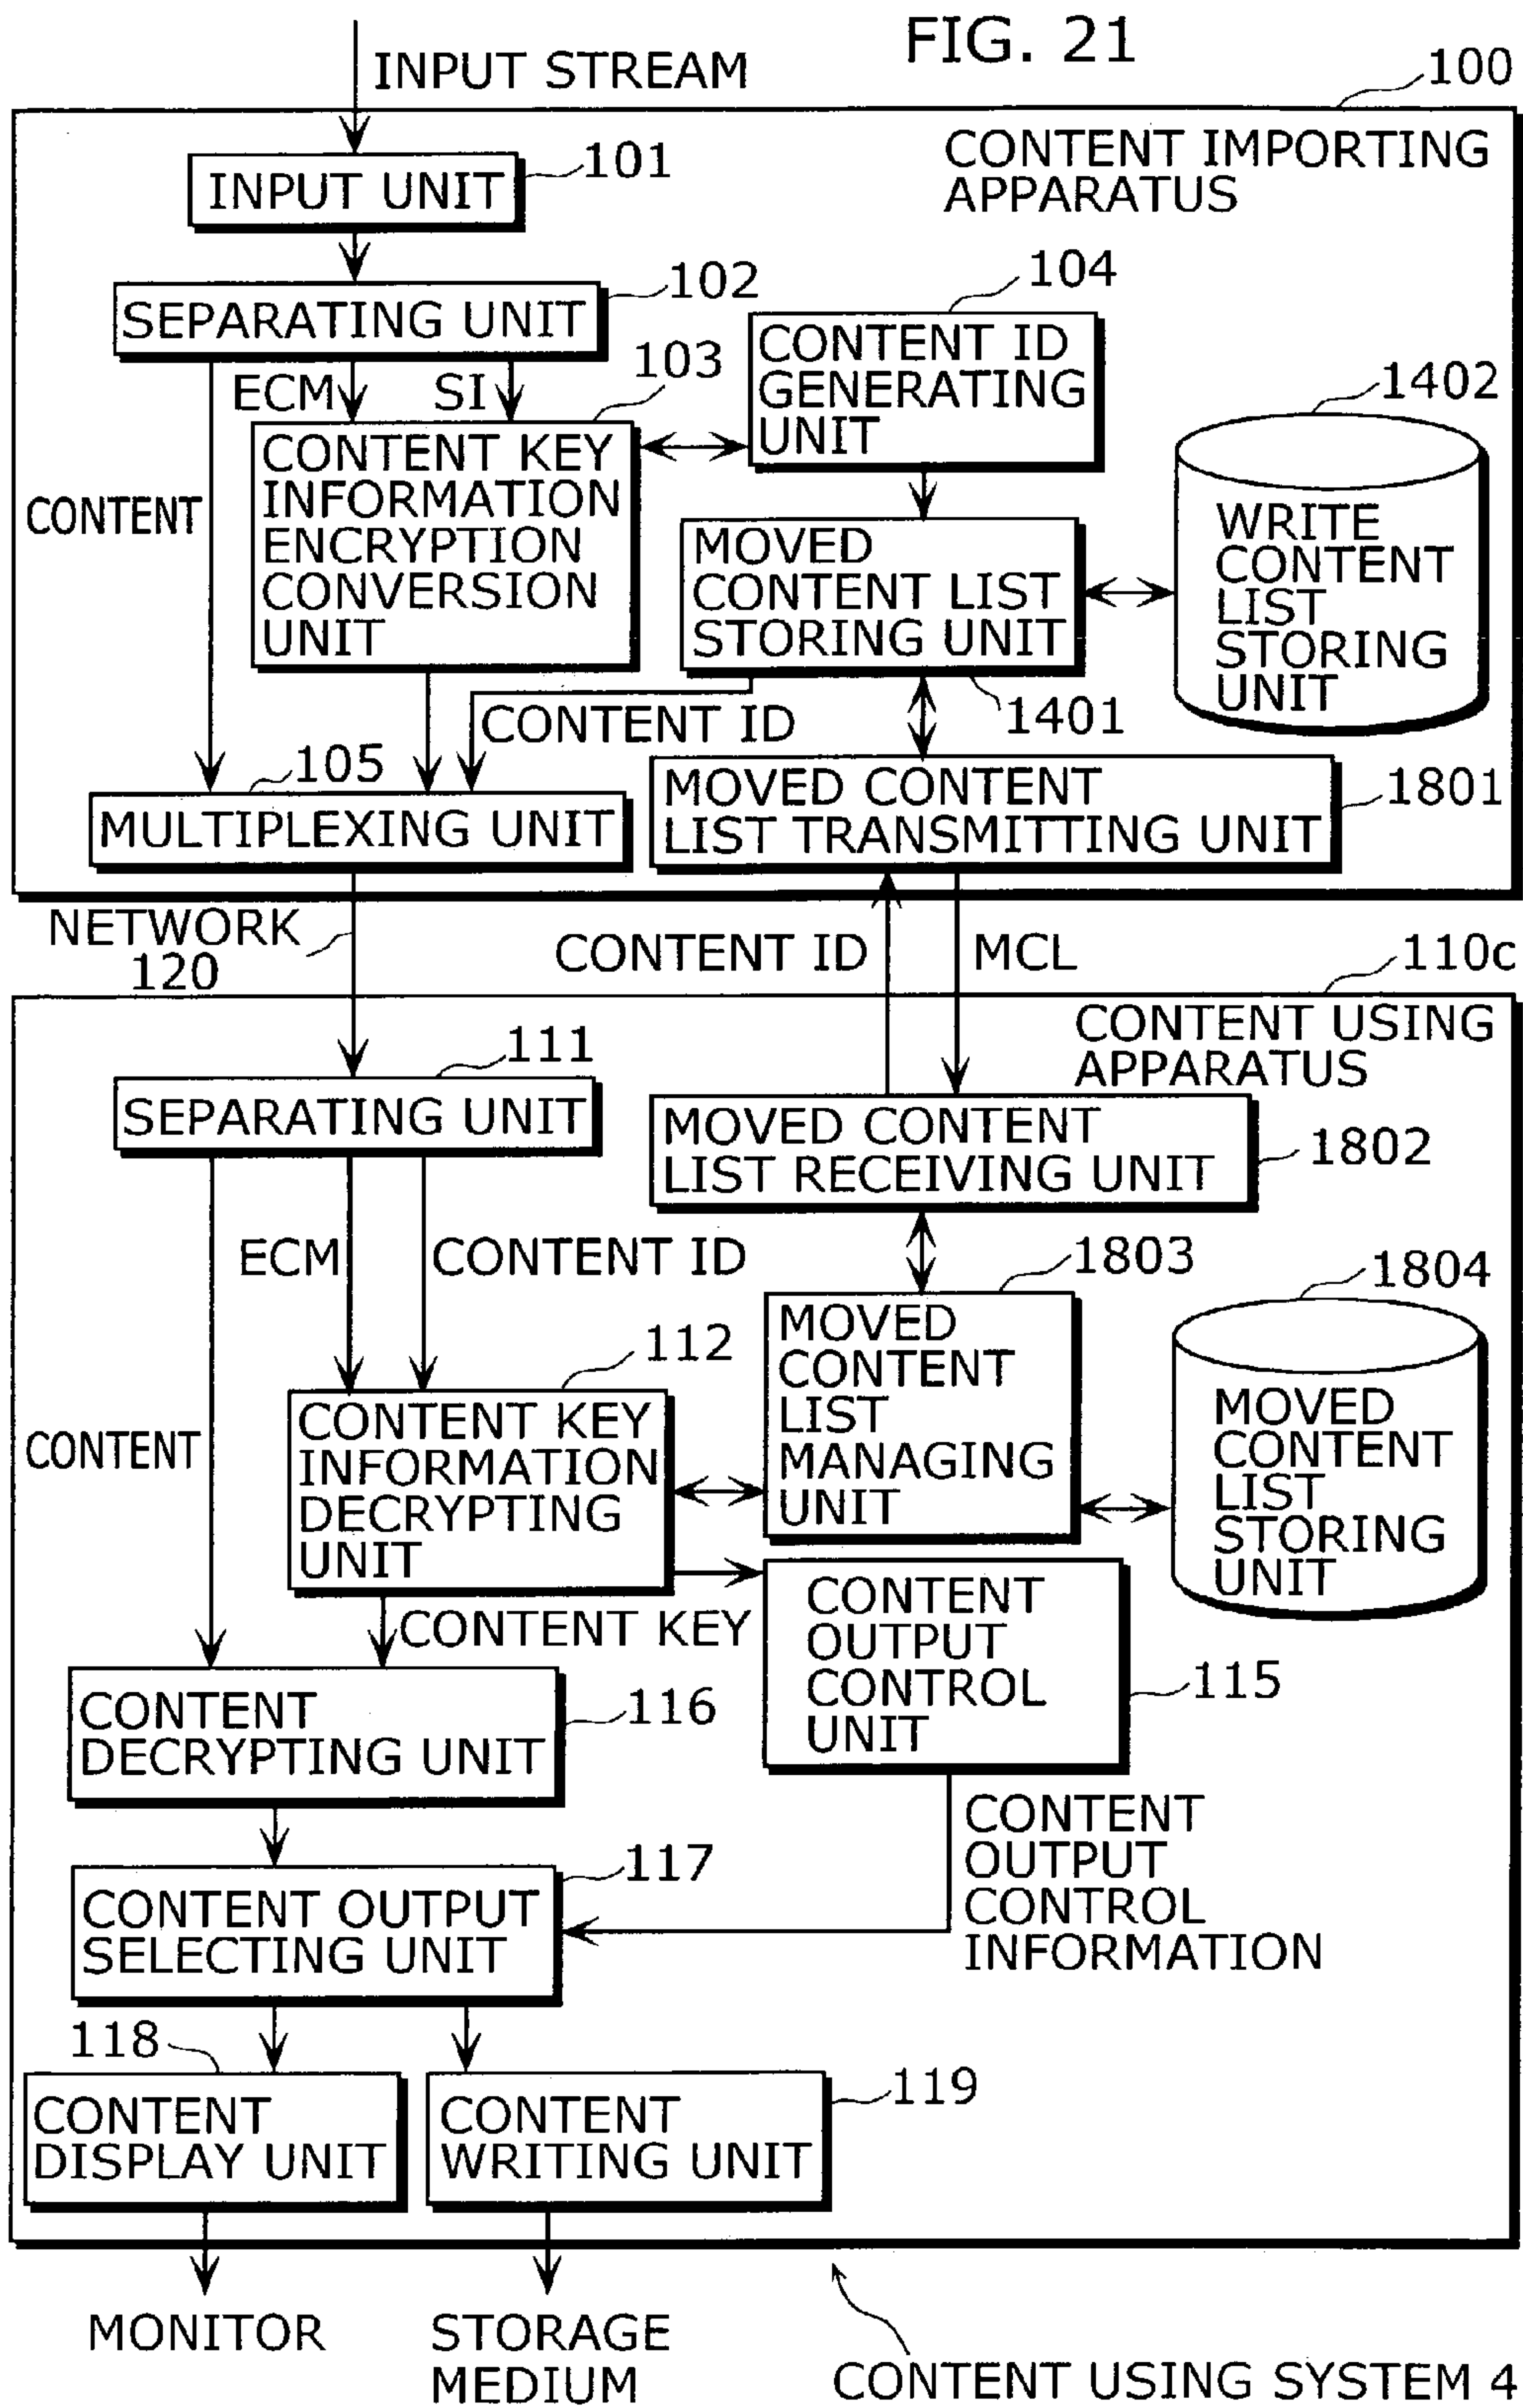 FIG. 21
INPUT STREAM
100
CONTENT IMPORTING
APPARATUS
101
INPUT UNIT
102
SEPARATING UNIT
104
CONTENT ID
GENERATING
UNIT
ECM
SI
103
1402
CONTENT KEY
INFORMATION
ENCRYPTION
CONVERSION
UNIT
CONTENT
MOVED
CONTENT LIST
STORING UNIT
WRITE
CONTENT
LIST
STORING
UNIT
CONTENT ID
1401
105
MULTIPLEXING UNIT
MOVED CONTENT
LIST TRANSMITTING UNIT
1801
NETWORK
120
CONTENT ID
MCL
110c
CONTENT USING
APPARATUS
111
SEPARATING UNIT
MOVED CONTENT
LIST RECEIVING UNIT
1802
ECM
CONTENT ID
1803
1804
112
MOVED
CONTENT
LIST
MANAGING
UNIT
CONTENT
CONTENT KEY
INFORMATION
DECRYPTING
UNIT
MOVED
CONTENT
LIST
STORING
UNIT
CONTENT KEY
CONTENT
OUTPUT
CONTROL
UNIT
115
CONTENT
DECRYPTING UNIT
116
CONTENT
OUTPUT
CONTROL
INFORMATION
117
CONTENT OUTPUT
SELECTING UNIT
118
CONTENT
DISPLAY UNIT
CONTENT
WRITING UNIT
119
MONITOR
STORAGE
MEDIUM
CONTENT USING SYSTEM 4